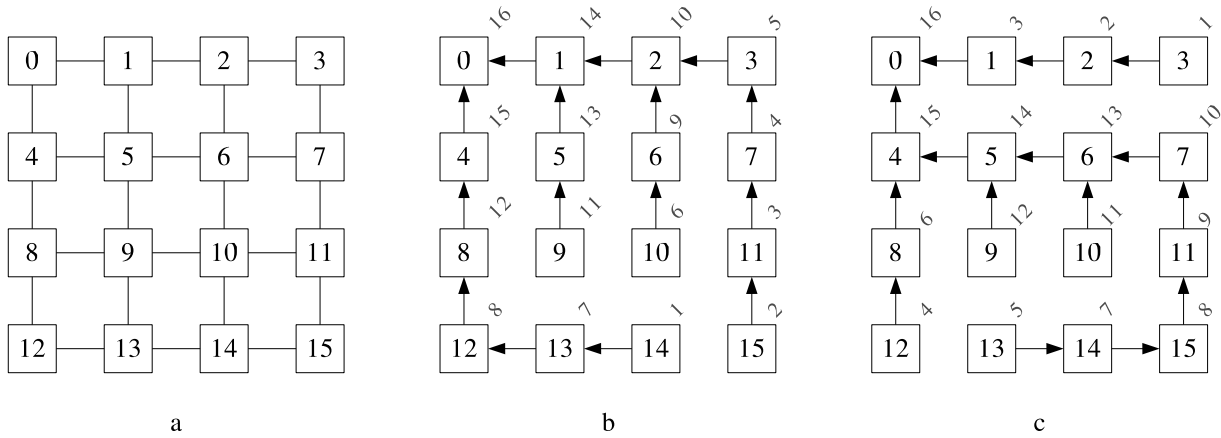 16 14 10 5 16 3 2 1
0 1 2 3 0 1 2 3 0 1 2 3
15 13 9 4 15 14 13 10
4 5 6 7 4 5 6 7 4 5 6 7
12 11 6 3 6 12 11 9
8 9 10 11 8 9 10 11 8 9 10 11
8 7 1 2 4 5 7 8
12 13 14 15 12 13 14 15 12 13 14 15
a b c